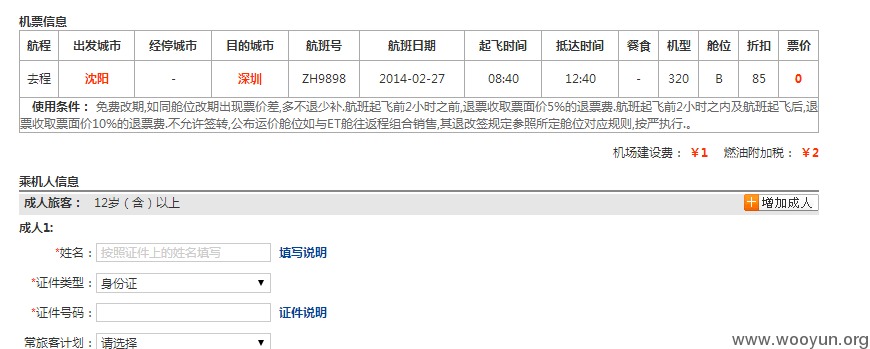 机票信息
航程 出发城市 经停城市 目的城市 航班号 航班日期 起飞时间 抵达时间 餐食 机型 舱位 折扣 票价
去程 沈阳 - 深圳 ZH9898 2014-02-27 08:40 12:40 - 320 B 85 0
使用条件： 免费改期,如同舱位改期出现票价差,多不退少补.航班起飞前2小时之前,退票收取票面价5%的退票费.航班起飞前2小时之内及航班起飞后,退
票收取票面价10%的退票费.不允许签转,公布运价舱位如与ET舱往返程组合销售,其退改签规定参照所定舱位对应规则,按严执行.。
机场建设费： ￥1 燃油附加税： ￥2
乘机人信息
成人旅客： 12岁（含）以上 增加成人
成人1:
*姓名： 按照证件上的姓名填写 填写说明
*证件类型： 身份证
*证件号码： 证件说明
常旅客计划： 请选择
www.wooyun.org